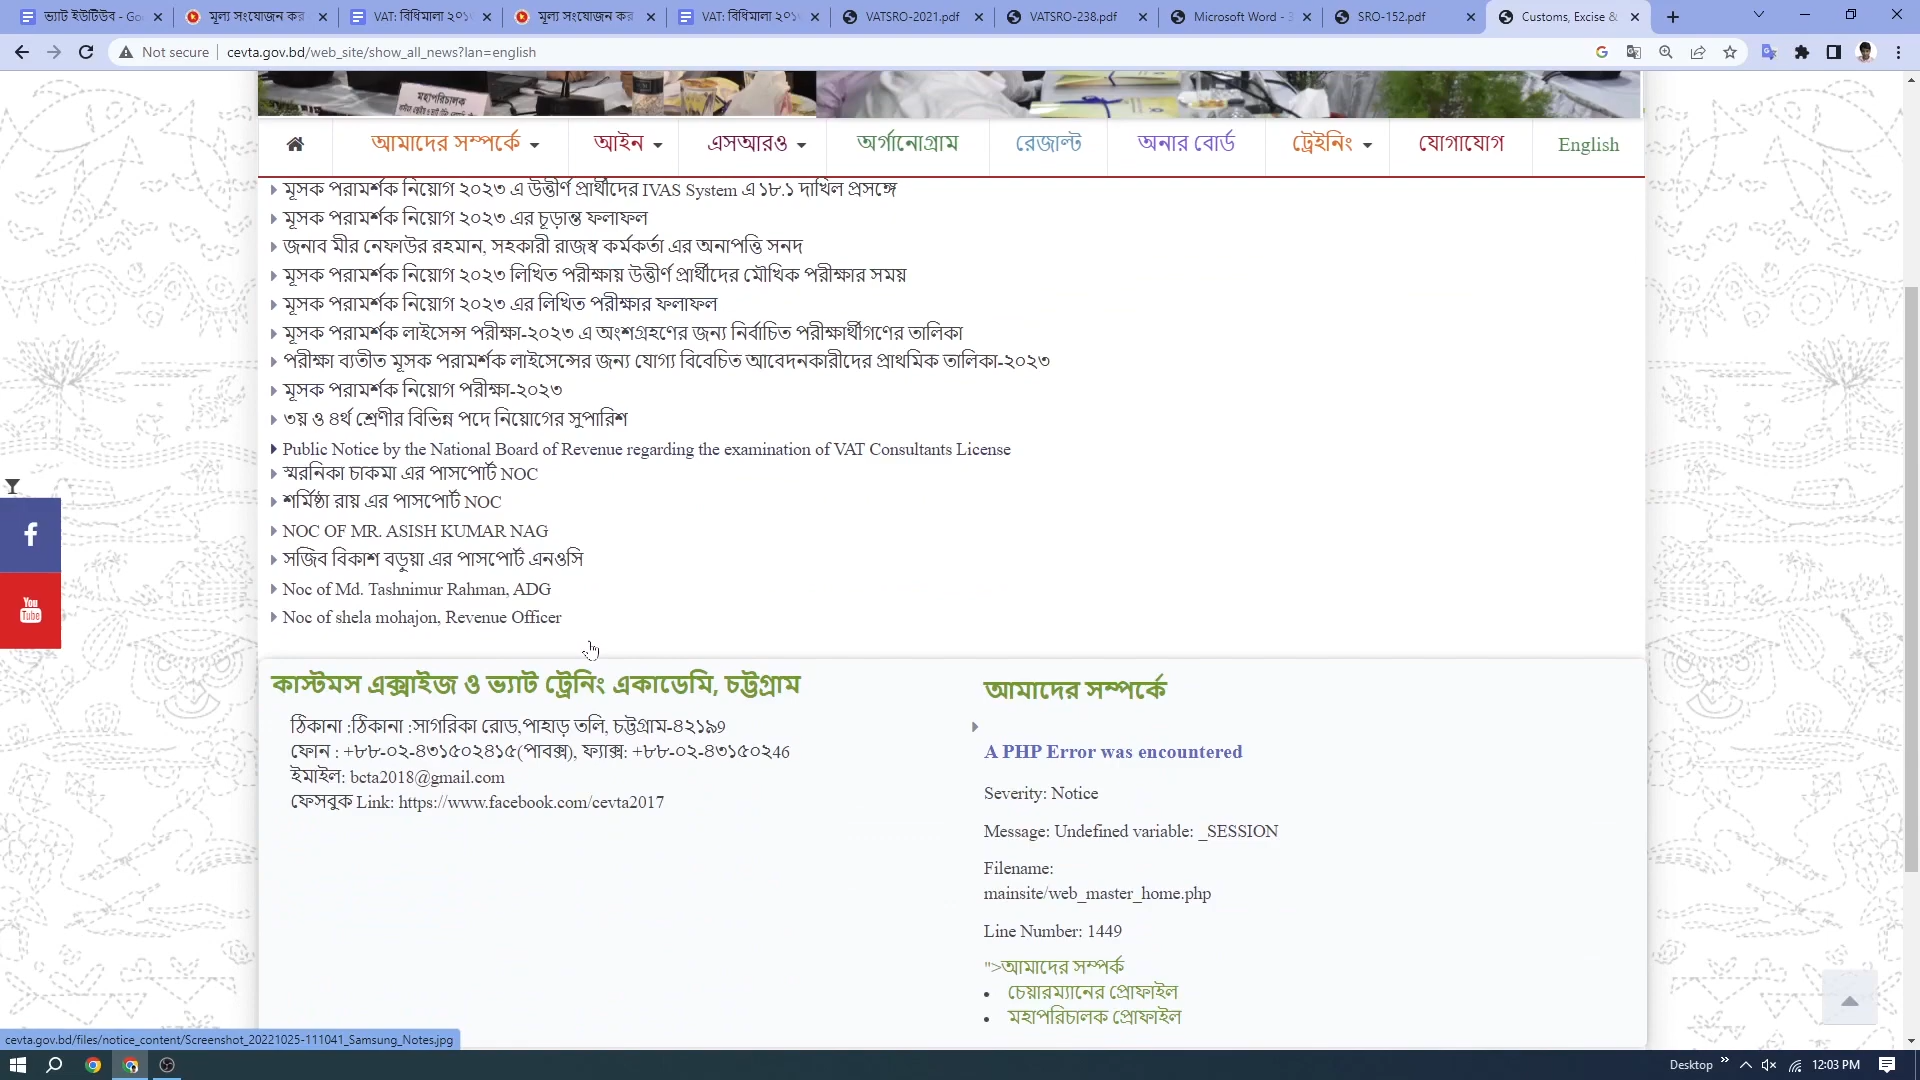 ভ্যাট ইউটিউব - Go
মূল্য সংযোজন কর
VAT: বিধিমালা ২০১
মূল্য সংযোজন কর
VAT: বিধিমালা ২০১
VATSRO-2021.pdf
VATSRO-238.pdf
Microsoft Word - 3
SRO-152.pdf
Customs, Excise &
Not secure
cevta.gov.bd/web_site/show_all_news?lan=english
মহাপরিচালক
আমাদের সম্পর্কে
আইন
এসআরও
অর্গানোগ্রাম
রেজাল্ট
অনার বোর্ড
ট্রেইনিং
যোগাযোগ
English
মূসক পরামর্শক নিয়োগ ২০২৩ এ উত্তীর্ণ প্রার্থীদের IVAS System এ ১৮.১ দাখিল প্রসঙ্গে
মূসক পরামর্শক নিয়োগ ২০২৩ এর চূড়ান্ত ফলাফল
জনাব মীর নেফাউর রহমান, সহকারী রাজস্ব কর্মকর্তা এর অনাপত্তি সনদ
মূসক পরামর্শক নিয়োগ ২০২৩ লিখিত পরীক্ষায় উত্তীর্ণ প্রার্থীদের মৌখিক পরীক্ষার সময়
মূসক পরামর্শক নিয়োগ ২০২৩ এর লিখিত পরীক্ষার ফলাফল
মূসক পরামর্শক লাইসেন্স পরীক্ষা-২০২৩ এ অংশগ্রহণের জন্য নির্বাচিত পরীক্ষার্থীগণের তালিকা
পরীক্ষা ব্যতীত মূসক পরামর্শক লাইসেন্সের জন্য যোগ্য বিবেচিত আবেদনকারীদের প্রাথমিক তালিকা-২০২৩
মূসক পরামর্শক নিয়োগ পরীক্ষা-২০২৩
৩য় ও ৪র্থ শ্রেণীর বিভিন্ন পদে নিয়োগের সুপারিশ
Public Notice by the National Board of Revenue regarding the examination of VAT Consultants License
স্মরনিকা চাকমা এর পাসপোর্ট NOC
শর্মিষ্ঠা রায় এর পাসপোর্ট NOC
NOC OF MR. ASISH KUMAR NAG
সজিব বিকাশ বড়ুয়া এর পাসপোর্ট এনওসি
Noc of Md. Tashnimur Rahman, ADG
Noc of shela mohajon, Revenue Officer
You
Tube
কাস্টমস এক্সাইজ ও ভ্যাট ট্রেনিং একাডেমি, চট্টগ্রাম
ঠিকানা :ঠিকানা :সাগরিকা রোড,পাহাড় তলি, চট্টগ্রাম-৪২১৯9
ফোন : +৮৮-০২-৪৩১৫০২৪১৫(পাবক্স), ফ্যাক্স: +৮৮-০২-৪৩১৫০২46
ইমাইল: bcta2018@gmail.com
ফেসবুক Link: https://www.facebook.com/cevta2017
আমাদের সম্পর্কে
A PHP Error was encountered
Severity: Notice
Message: Undefined variable: _SESSION
Filename:
mainsite/web_master_home.php
Line Number: 1449
">আমাদের সম্পর্ক
চেয়ারম্যানের প্রোফাইল
মহাপরিচালক প্রোফাইল
cevta.gov.bd/files/notice_content/Screenshot_20221025-111041_Samsung_Notes.jpg
Desktop
12:03 PM